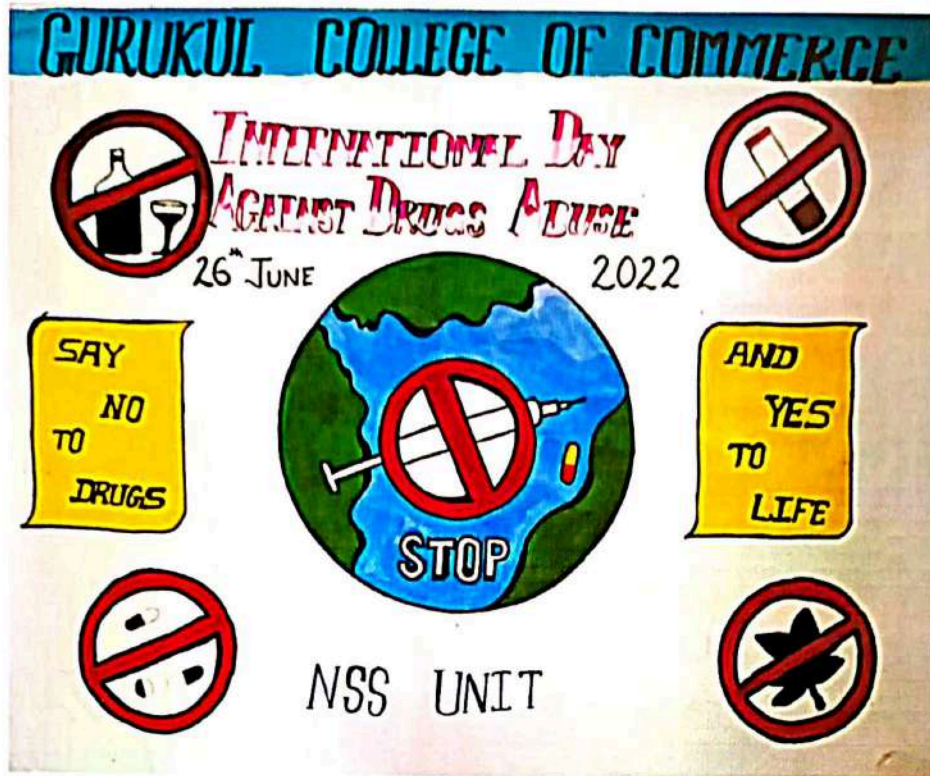 GURUKUL COLLEGE OF COMMERCE
INTERNATIONAL DAY
AGAINST DRUGS ABUSE
26th JUNE 2022
SAY
NO
TO
DRUGS
AND
YES
TO
LIFE
STOP
NSS UNIT